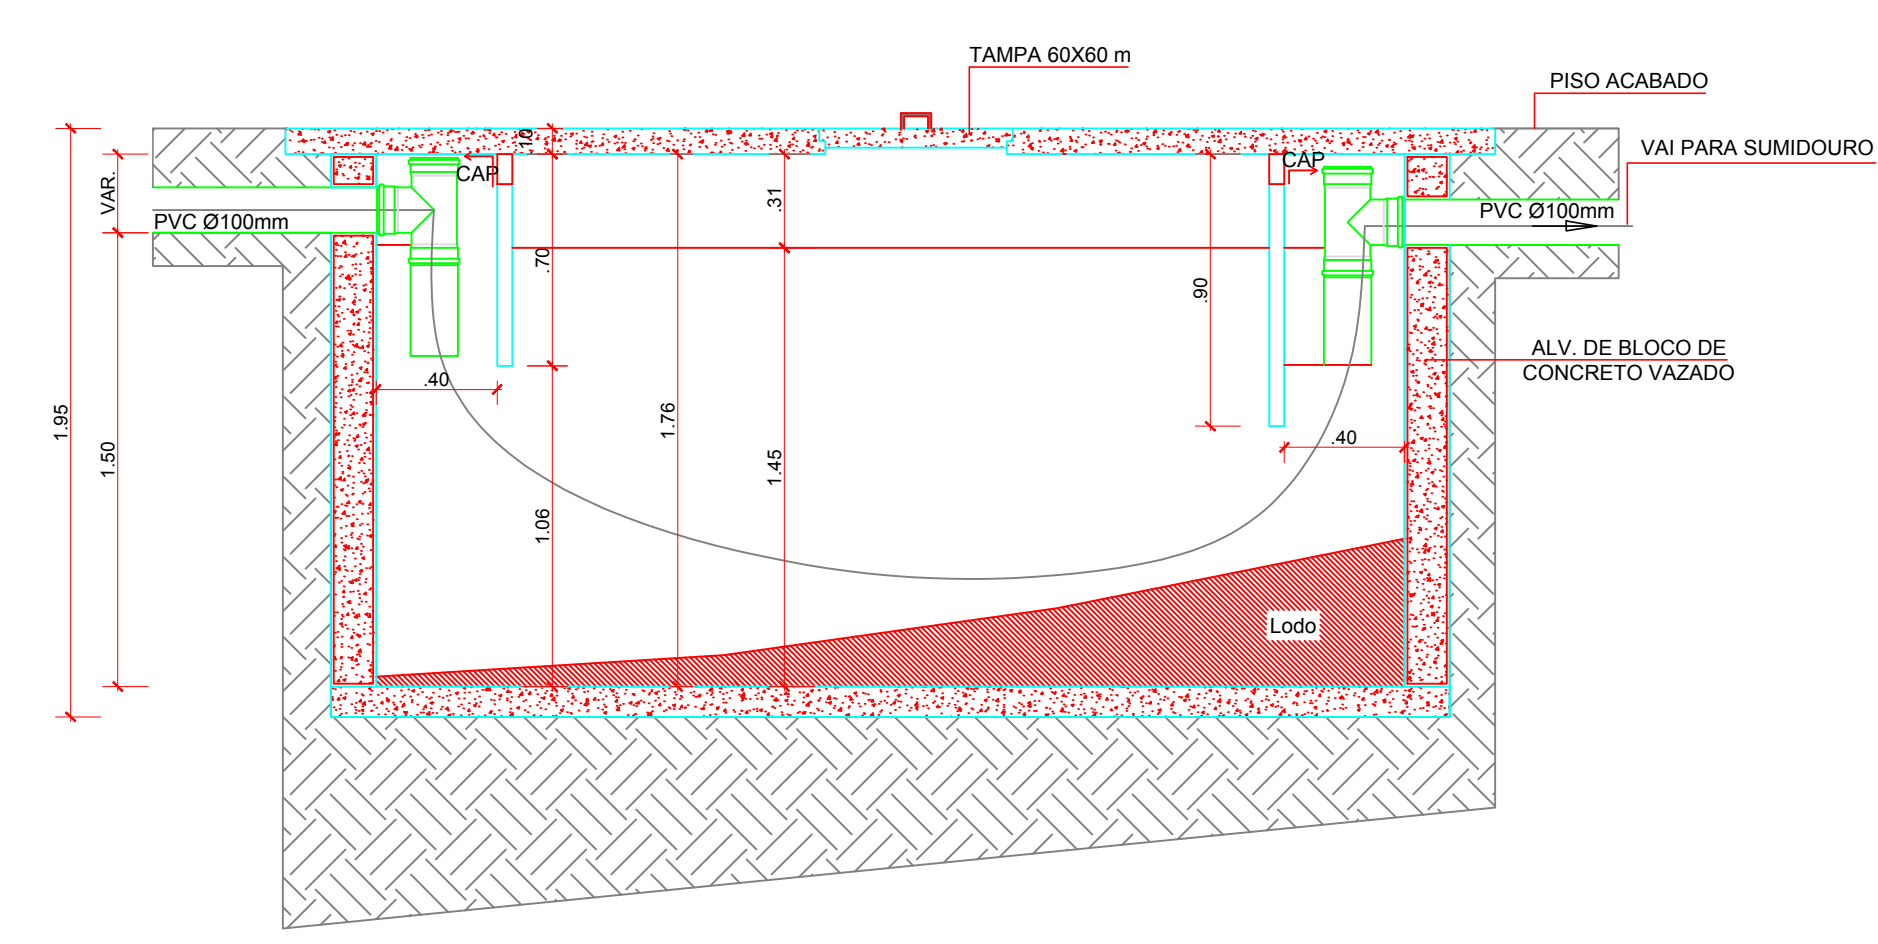 TAMPA 60X60 m
PISO ACABADO
VAI PARA SUMIDOURO
.10
CAP
CAP
VAR.
PVC Ø100mm
PVC Ø100mm
.31
.70
.90
ALV. DE BLOCO DE
CONCRETO VAZADO
.40
.40
1.95
1.50
1.76
1.45
1.06
Lodo